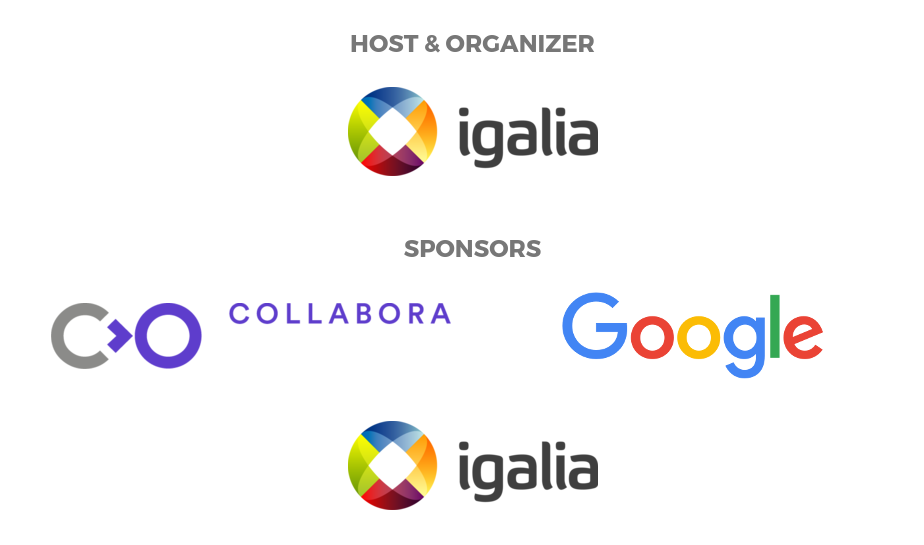 HOST & ORGANIZER
igalia
SPONSORS
COLLABORA
Google
igalia